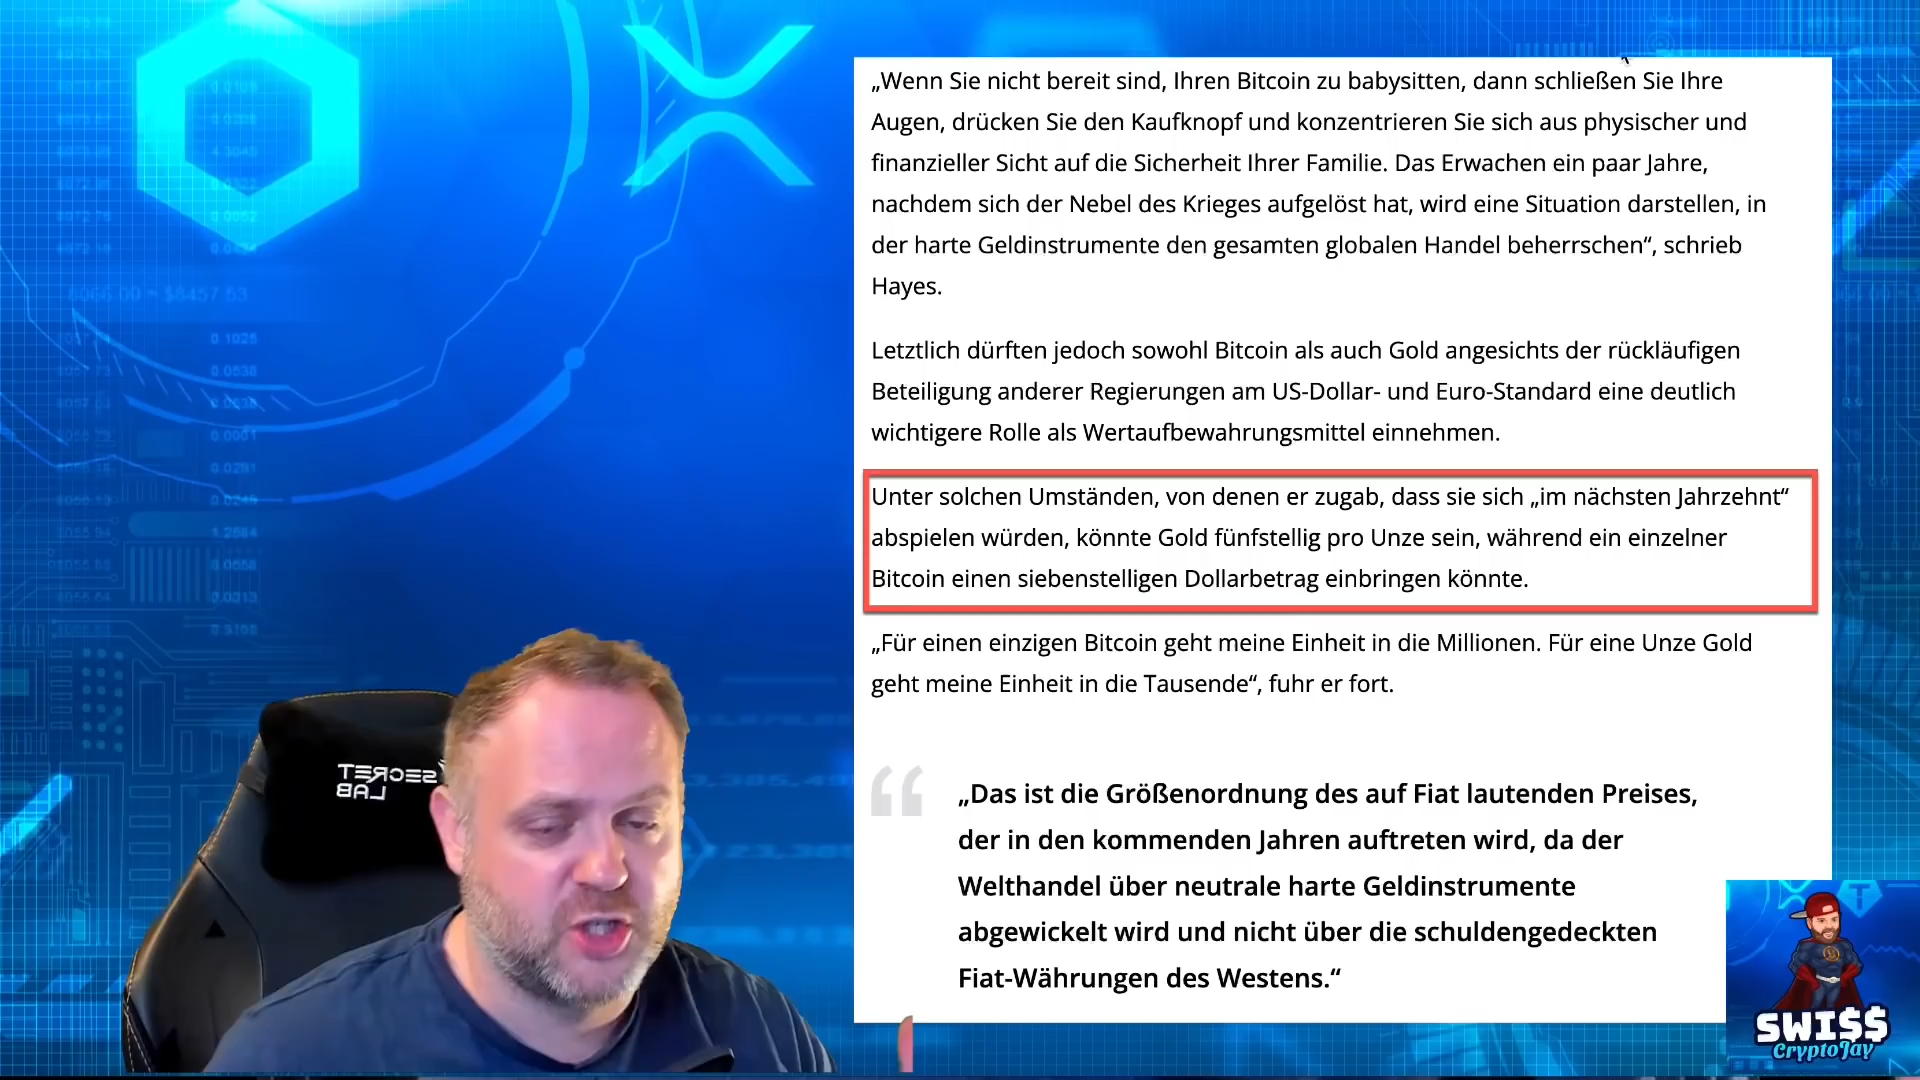 „Wenn Sie nicht bereit sind, Ihren Bitcoin zu babysitten, dann schließen Sie Ihre
Augen, drücken Sie den Kaufknopf und konzentrieren Sie sich aus physischer und
finanzieller Sicht auf die Sicherheit Ihrer Familie. Das Erwachen ein paar Jahre,
nachdem sich der Nebel des Krieges aufgelöst hat, wird eine Situation darstellen, in
der harte Geldinstrumente den gesamten globalen Handel beherrschen“, schrieb
Hayes.
Letztlich dürften jedoch sowohl Bitcoin als auch Gold angesichts der rückläufigen
Beteiligung anderer Regierungen am US-Dollar- und Euro-Standard eine deutlich
wichtigere Rolle als Wertaufbewahrungsmittel einnehmen.
Unter solchen Umständen, von denen er zugab, dass sie sich „im nächsten Jahrzehnt“
abspielen würden, könnte Gold fünfstellig pro Unze sein, während ein einzelner
Bitcoin einen siebenstelligen Dollarbetrag einbringen könnte.
„Für einen einzigen Bitcoin geht meine Einheit in die Millionen. Für eine Unze Gold
geht meine Einheit in die Tausende“, fuhr er fort.
„Das ist die Größenordnung des auf Fiat lautenden Preises,
der in den kommenden Jahren auftreten wird, da der
Welthandel über neutrale harte Geldinstrumente
abgewickelt wird und nicht über die schuldengedeckten
Fiat-Währungen des Westens.“
SECRET
LAB
SWI$$
CryptoJay